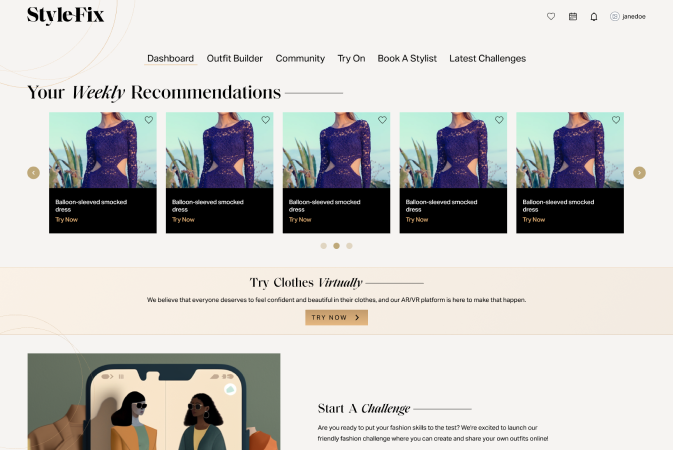 Style-Fix
janedoe
Dashboard Outfit Builder Community Try On Book A Stylist Latest Challenges
Your Weekly Recommendations
Balloon-sleeved smocked
dress
Try Now
Balloon-sleeved smocked
dress
Try Now
Balloon-sleeved smocked
dress
Try Now
Balloon-sleeved smocked
dress
Try Now
Balloon-sleeved smocked
dress
Try Now
Try Clothes Virtually
We believe that everyone deserves to feel confident and beautiful in their clothes, and our AR/VR platform is here to make that happen.
TRY NOW
Start A Challenge
Are you ready to put your fashion skills to the test? We're excited to launch our
friendly fashion challenge where you can create and share your own outfits online!